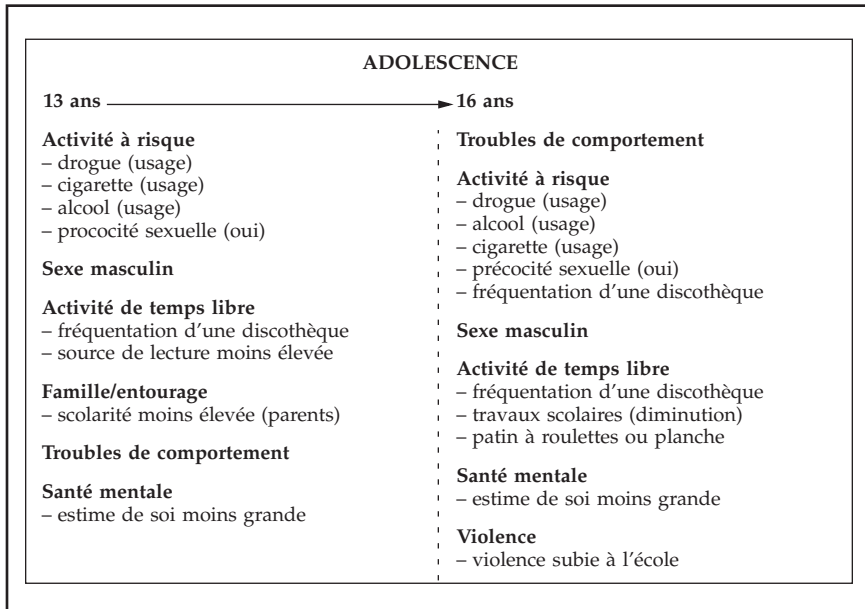 ADOLESCENCE
13 ans
Activité à risque
– drogue (usage)
– cigarette (usage)
– alcool (usage)
– prococité sexuelle (oui)
Sexe masculin
Activité de temps libre
– fréquentation d'une discothèque
– source de lecture moins élevée
Famille/entourage
– scolarité moins élevée (parents)
Troubles de comportement
Santé mentale
– estime de soi moins grande
16 ans
Troubles de comportement
Activité à risque
– drogue (usage)
– alcool (usage)
– cigarette (usage)
– précocité sexuelle (oui)
– fréquentation d'une discothèque
Sexe masculin
Activité de temps libre
– fréquentation d'une discothèque
– travaux scolaires (diminution)
– patin à roulettes ou planche
Santé mentale
– estime de soi moins grande
Violence
– violence subie à l'école